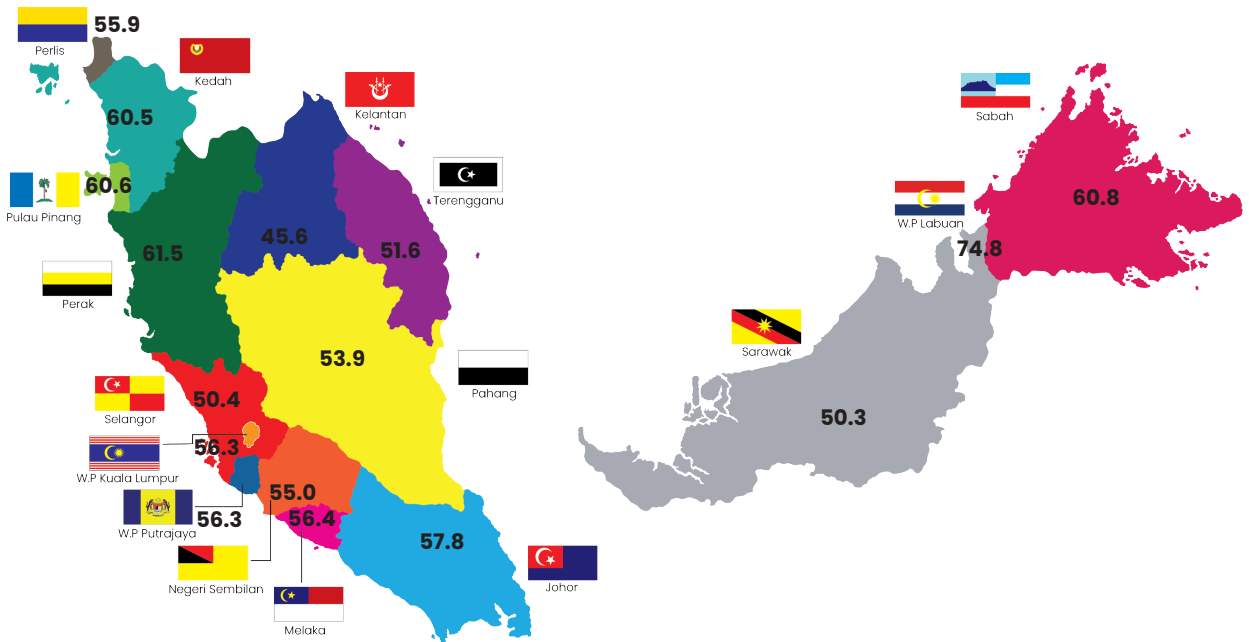 55.9
Perlis
Kedah
Kelantan
60.5
Terengganu
60.6
Pulau Pinang
61.5
45.6
51.6
Perak
53.9
Pahang
50.4
Selangor
56.3
W.P Kuala Lumpur
55.0
56.3
W.P Putrajaya
56.4
57.8
Negeri Sembilan
Johor
Melaka
Sabah
60.8
W.P Labuan
74.8
Sarawak
50.3